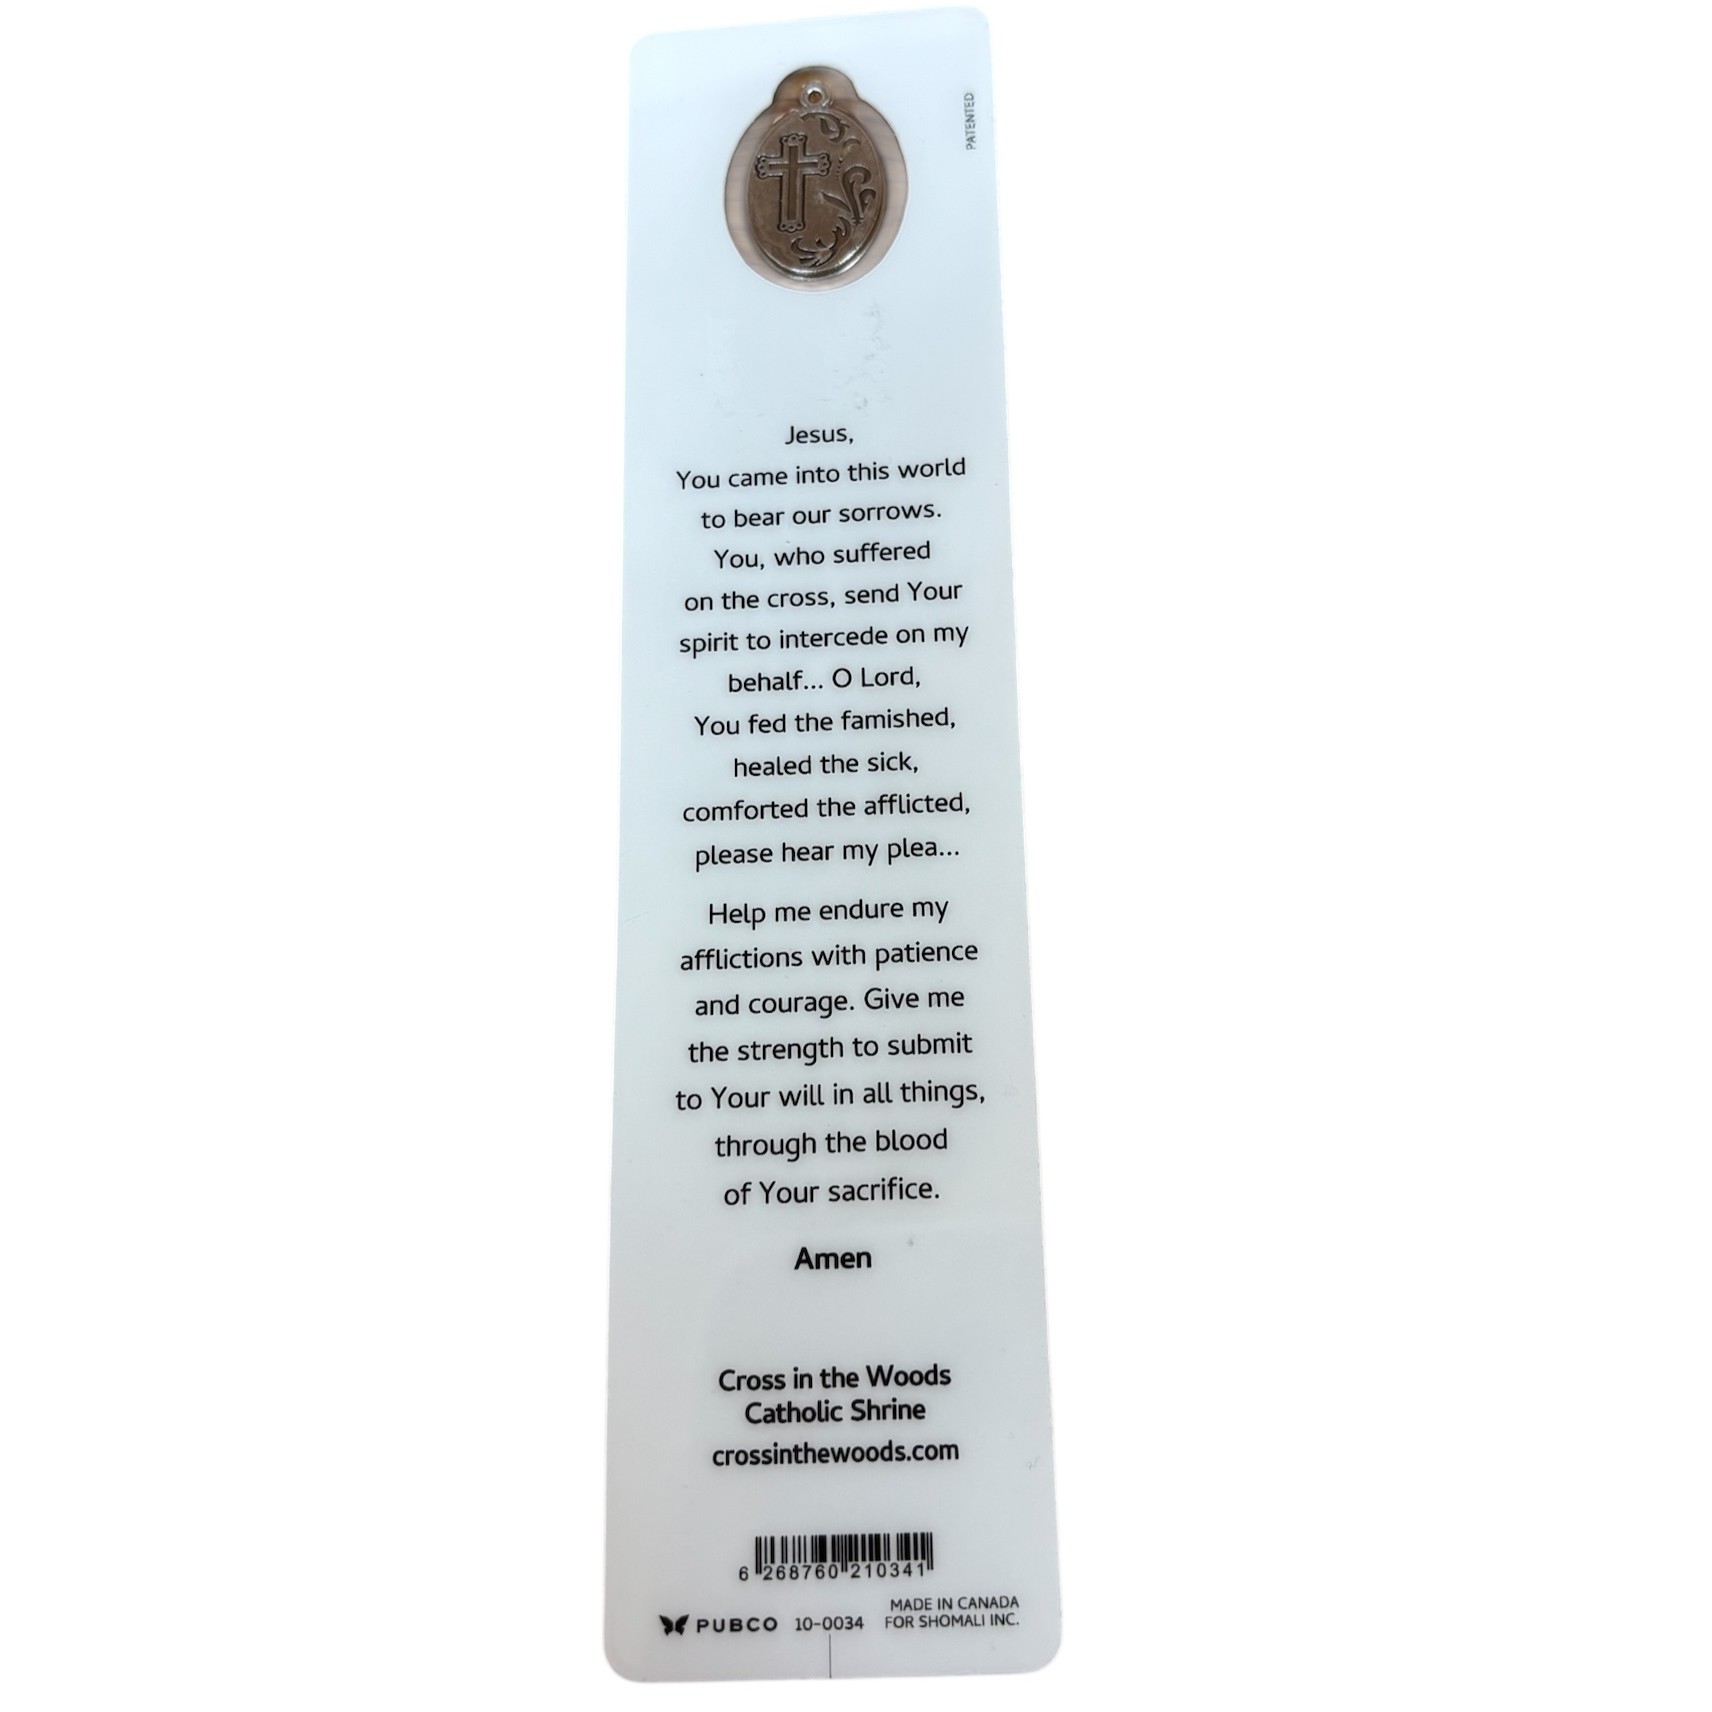 PATENTED
Jesus,
You came into this world
to bear our sorrows.
You, who suffered
on the cross, send Your
spirit to intercede on my
behalf... O Lord,
You fed the famished,
healed the sick,
comforted the afflicted,
please hear my plea...
Help me endure my
afflictions with patience
and courage. Give me
the strength to submit
to Your will in all things,
through the blood
of Your sacrifice.
Amen
Cross in the Woods
Catholic Shrine
crossinthewoods.com
6 268760 210341
PUBCO 10-0034
MADE IN CANADA
FOR SHOMALI INC.